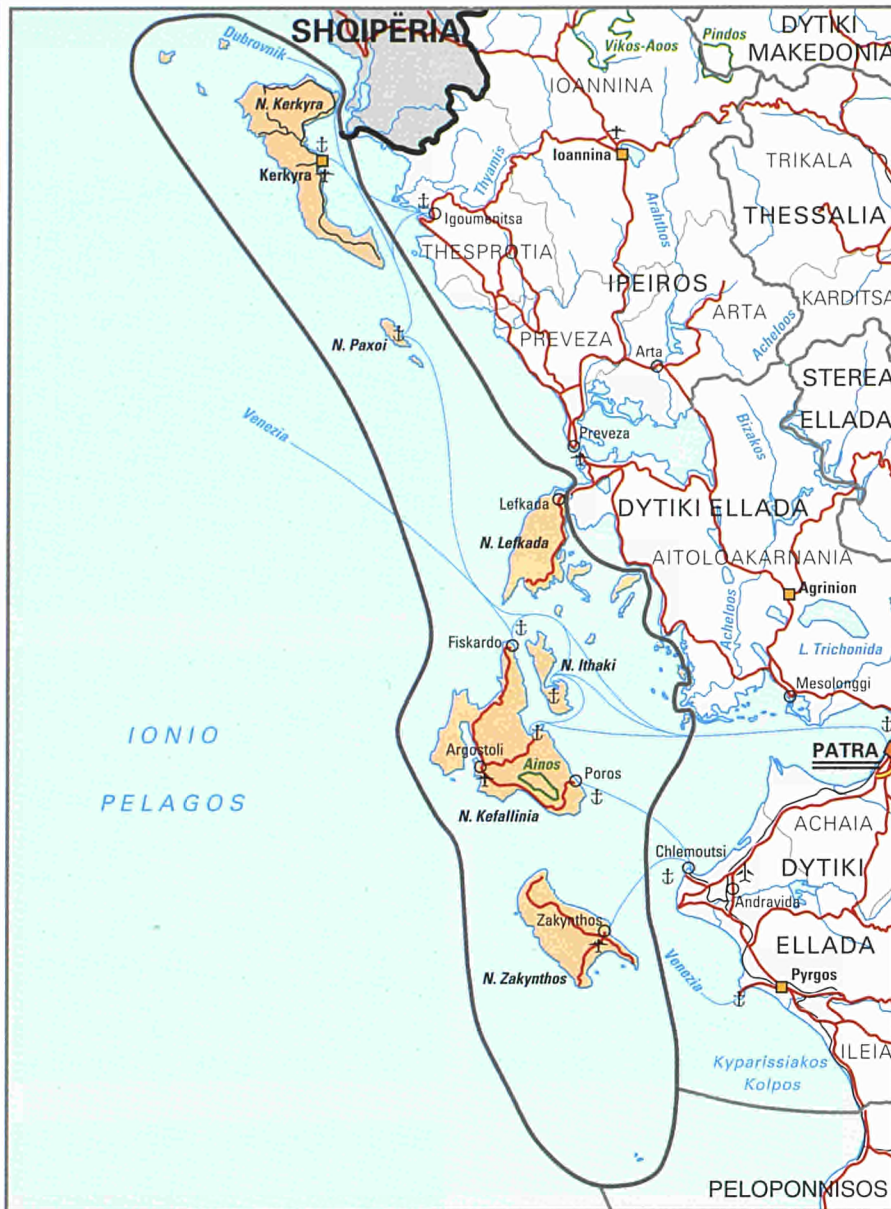 SHQIPËRIA
Dubrovnik
Vikos-Aoos
Pindos
DYTIKI
MAKEDONIA
IOANNINA
N. Kerkyra
Kerkyra
Ioannina
Thyamis
Arahthos
TRIKALA
THESSALIA
Igoumenitsa
THESPROTIA
IPEIROS
KARDITSA
ARTA
Acheloos
PREVEZA
Arta
N. Paxoi
STEREA
ELLADA
Venezia
Bizakos
Preveza
Lefkada
DYTIKI ELLADA
N. Lefkada
AITOLOAKARNANIA
Agrinion
Acheloos
L. Trichonida
Fiskardo
N. Ithaki
Mesolonggi
IONIO
PELAGOS
PATRA
Argostoli
Ainos
Poros
N. Kefallinia
ACHAIA
Chlemoutsi
DYTIKI
Andravida
Zakynthos
ELLADA
N. Zakynthos
Venezia
Pyrgos
ILEIA
Kyparissiakos
Kolpos
PELOPONNISOS